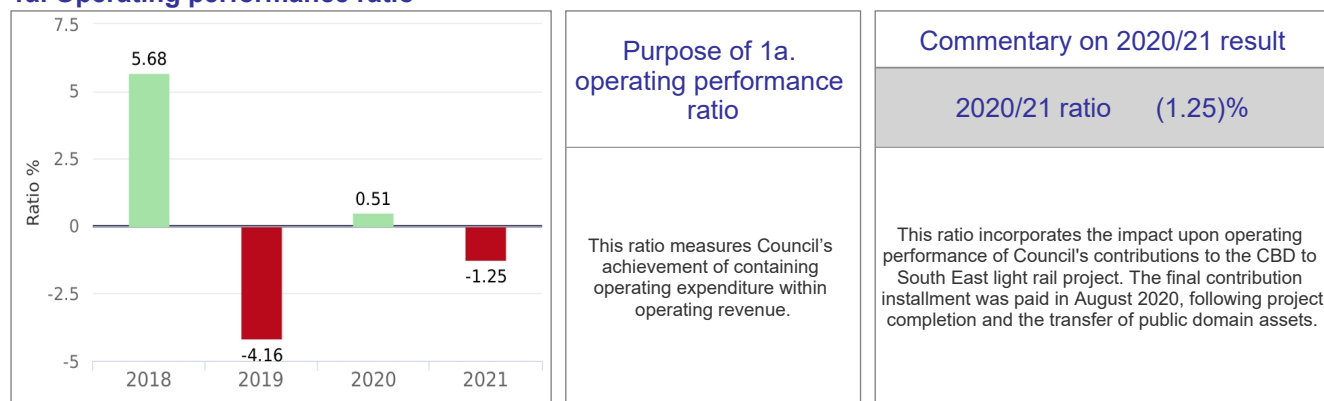 1a. Operating performance ratio
7.5
5
2.5
0
-2.5
-5
Ratio %
5.68
-4.16
0.51
-1.25
2018
2019
2020
2021
Purpose of 1a.
operating performance
ratio
This ratio measures Council's
achievement of containing
operating expenditure within
operating revenue.
Commentary on 2020/21 result
2020/21 ratio (1.25)%
This ratio incorporates the impact upon operating
performance of Council's contributions to the CBD to
South East light rail project. The final contribution
installment was paid in August 2020, following project
completion and the transfer of public domain assets.